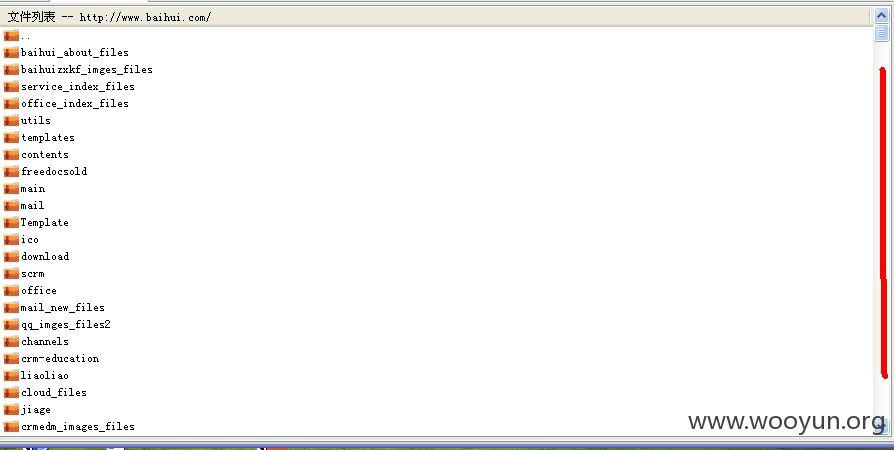 文件列表 -- http://www.baihui.com/
..
baihui_about_files
baihuizxkf_imges_files
service_index_files
office_index_files
utils
templates
contents
freedocsold
main
mail
Template
ico
download
scrm
office
mail_new_files
qq_imges_files2
channels
crm-education
liaoliao
cloud_files
jiage
crmedm_images_files
www.wooyun.org